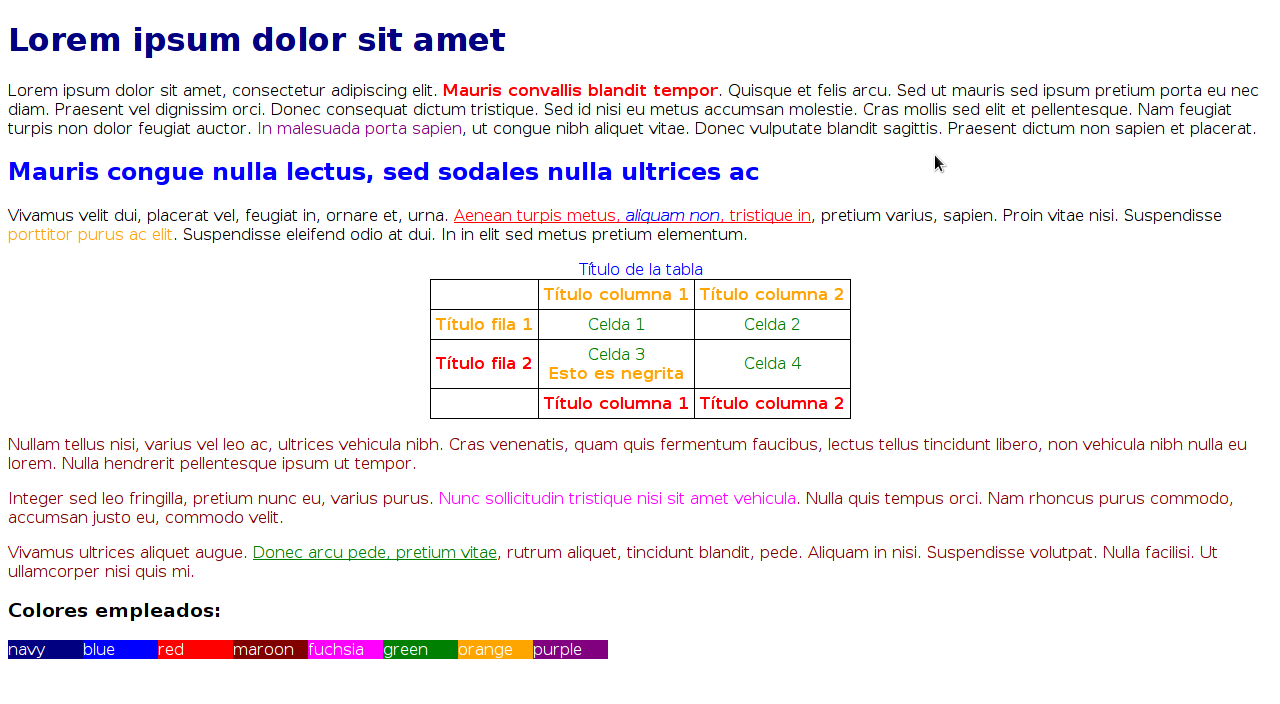 Lorem ipsum dolor sit amet
Lorem ipsum dolor sit amet, consectetur adipiscing elit. Mauris convallis blandit tempor. Quisque et felis arcu. Sed ut mauris sed ipsum pretium porta eu nec
diam. Praesent vel dignissim orci. Donec consequat dictum tristique. Sed id nisi eu metus accumsan molestie. Cras mollis sed elit et pellentesque. Nam feugiat
turpis non dolor feugiat auctor. In malesuada porta sapien, ut congue nibh aliquet vitae. Donec vulputate blandit sagittis. Praesent dictum non sapien et placerat.
Mauris congue nulla lectus, sed sodales nulla ultrices ac
Vivamus velit dui, placerat vel, feugiat in, ornare et, urna. Aenean turpis metus, aliquam non, tristique in, pretium varius, sapien. Proin vitae nisi. Suspendisse
porttitor purus ac elit. Suspendisse eleifend odio at dui. In in elit sed metus pretium elementum.
Título de la tabla
Título columna 1 Título columna 2
Título fila 1 Celda 1 Celda 2
Título fila 2 Celda 3 Celda 4
Esto es negrita
Título columna 1 Título columna 2
Nullam tellus nisi, varius vel leo ac, ultrices vehicula nibh. Cras venenatis, quam quis fermentum faucibus, lectus tellus tincidunt libero, non vehicula nibh nulla eu
lorem. Nulla hendrerit pellentesque ipsum ut tempor.
Integer sed leo fringilla, pretium nunc eu, varius purus. Nunc sollicitudin tristique nisi sit amet vehicula. Nulla quis tempus orci. Nam rhoncus purus commodo,
accumsan justo eu, commodo velit.
Vivamus ultrices aliquet augue. Donec arcu pede, pretium vitae, rutrum aliquet, tincidunt blandit, pede. Aliquam in nisi. Suspendisse volutpat. Nulla facilisi. Ut
ullamcorper nisi quis mi.
Colores empleados:
navy blue red maroon fuchsia green orange purple